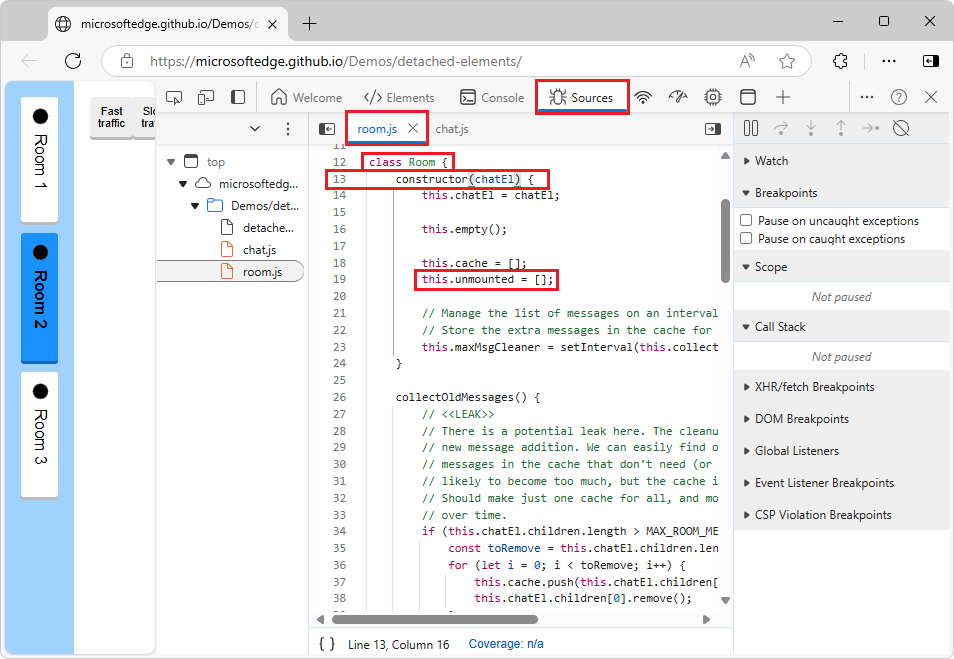 microsoftedge.github.io/Demos/c
https://microsoftedge.github.io/Demos/detached-elements/
Welcome
Elements
Console
Sources
Room 1
Room 2
Room 3
Fast traffic
Slo
tra
top
microsoftedg...
Demos/det...
detache...
chat.js
room.js
room.js
chat.js
11
12 class Room {
13 constructor(chatEl) {
14 this.chatEl = chatEl;
15
16 this.empty();
17
18 this.cache = [];
19 this.unmounted = [];
20
21 // Manage the list of messages on an interval
22 // Store the extra messages in the cache for
23 this.maxMsgCleaner = setInterval(this.collect
24 }
25
26 collectOldMessages() {
27 // <<LEAK>>
28 // There is a potential leak here. The cleanu
29 // new message addition. We can easily find o
30 // messages in the cache that don't need (or
31 // likely to become too much, but the cache i
32 // Should make just one cache for all, and mo
33 // over time.
34 if (this.chatEl.children.length > MAX_ROOM_ME
35 const toRemove = this.chatEl.children.len
36 for (let i = 0; i < toRemove; i++) {
37 this.cache.push(this.chatEl.children[
38 this.chatEl.children[0].remove();
{ } Line 13, Column 16 Coverage: n/a
Watch
Breakpoints
Pause on uncaught exceptions
Pause on caught exceptions
Scope
Not paused
Call Stack
Not paused
XHR/fetch Breakpoints
DOM Breakpoints
Global Listeners
Event Listener Breakpoints
CSP Violation Breakpoints